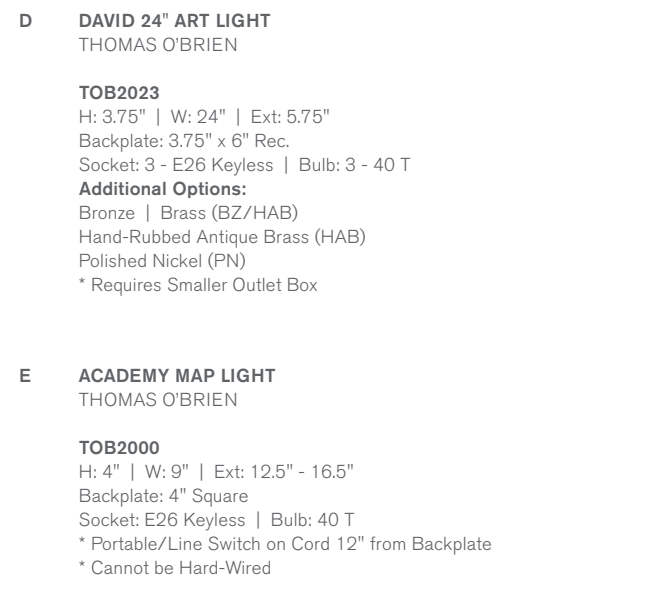 D DAVID 24" ART LIGHT
THOMAS O'BRIEN
TOB2023
H: 3.75" | W: 24" | Ext: 5.75"
Backplate: 3.75" x 6" Rec.
Socket: 3 - E26 Keyless | Bulb: 3 - 40 T
Additional Options:
Bronze | Brass (BZ/HAB)
Hand-Rubbed Antique Brass (HAB)
Polished Nickel (PN)
* Requires Smaller Outlet Box
E ACADEMY MAP LIGHT
THOMAS O'BRIEN
TOB2000
H: 4" | W: 9" | Ext: 12.5" - 16.5"
Backplate: 4" Square
Socket: E26 Keyless | Bulb: 40 T
* Portable/Line Switch on Cord 12" from Backplate
* Cannot be Hard-Wired